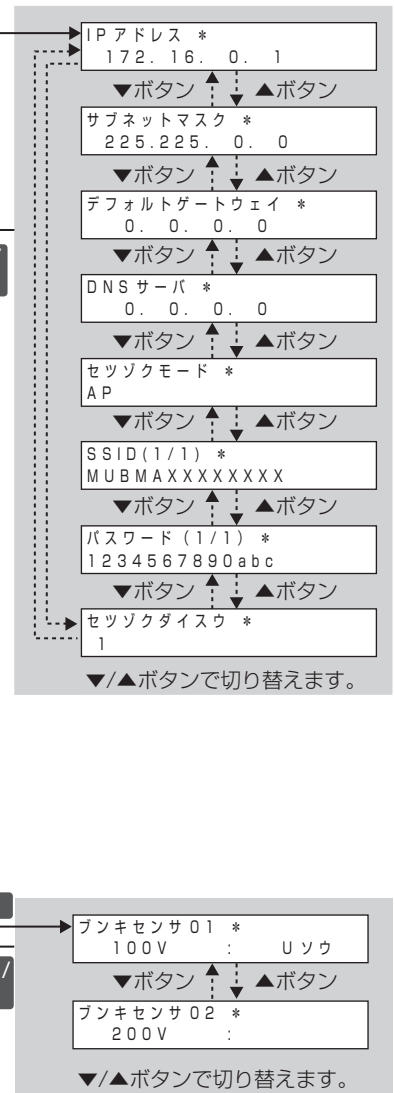 IPアドレス *
172. 16. 0. 1
▼ボタン ▲ボタン
サブネットマスク *
225.225. 0. 0
▼ボタン ▲ボタン
デフォルトゲートウェイ *
0. 0. 0. 0
▼ボタン ▲ボタン
DNSサーバ *
0. 0. 0. 0
▼ボタン ▲ボタン
セツゾクモード *
AP
▼ボタン ▲ボタン
SSID(1/1) *
MUBMAXXXXXXXX
▼ボタン ▲ボタン
パスワード(1/1) *
1234567890abc
▼ボタン ▲ボタン
セツゾクダイスウ *
1
▼/▲ボタンで切り替えます。
ブンキセンサ01 *
100V : Uソウ
/
▼ボタン ▲ボタン
ブンキセンサ02 *
200V :
▼/▲ボタンで切り替えます。